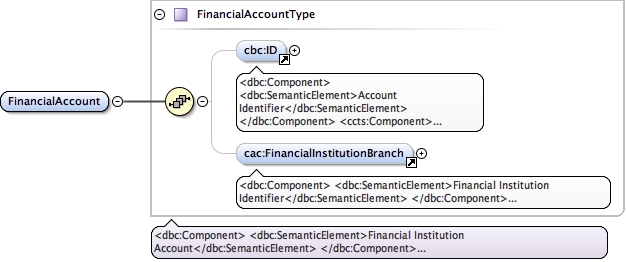 FinancialAccountType
cbc:ID
<dbc:Component>
<dbc:SemanticElement>Account
Identifier</dbc:SemanticElement>
</dbc:Component> <ccts:Component>...
FinancialAccount
cac:FinancialInstitutionBranch
<dbc:Component> <dbc:SemanticElement>Financial Institution
Identifier</dbc:SemanticElement> </dbc:Component>...
<dbc:Component> <dbc:SemanticElement>Financial Institution
Account</dbc:SemanticElement> </dbc:Component>...